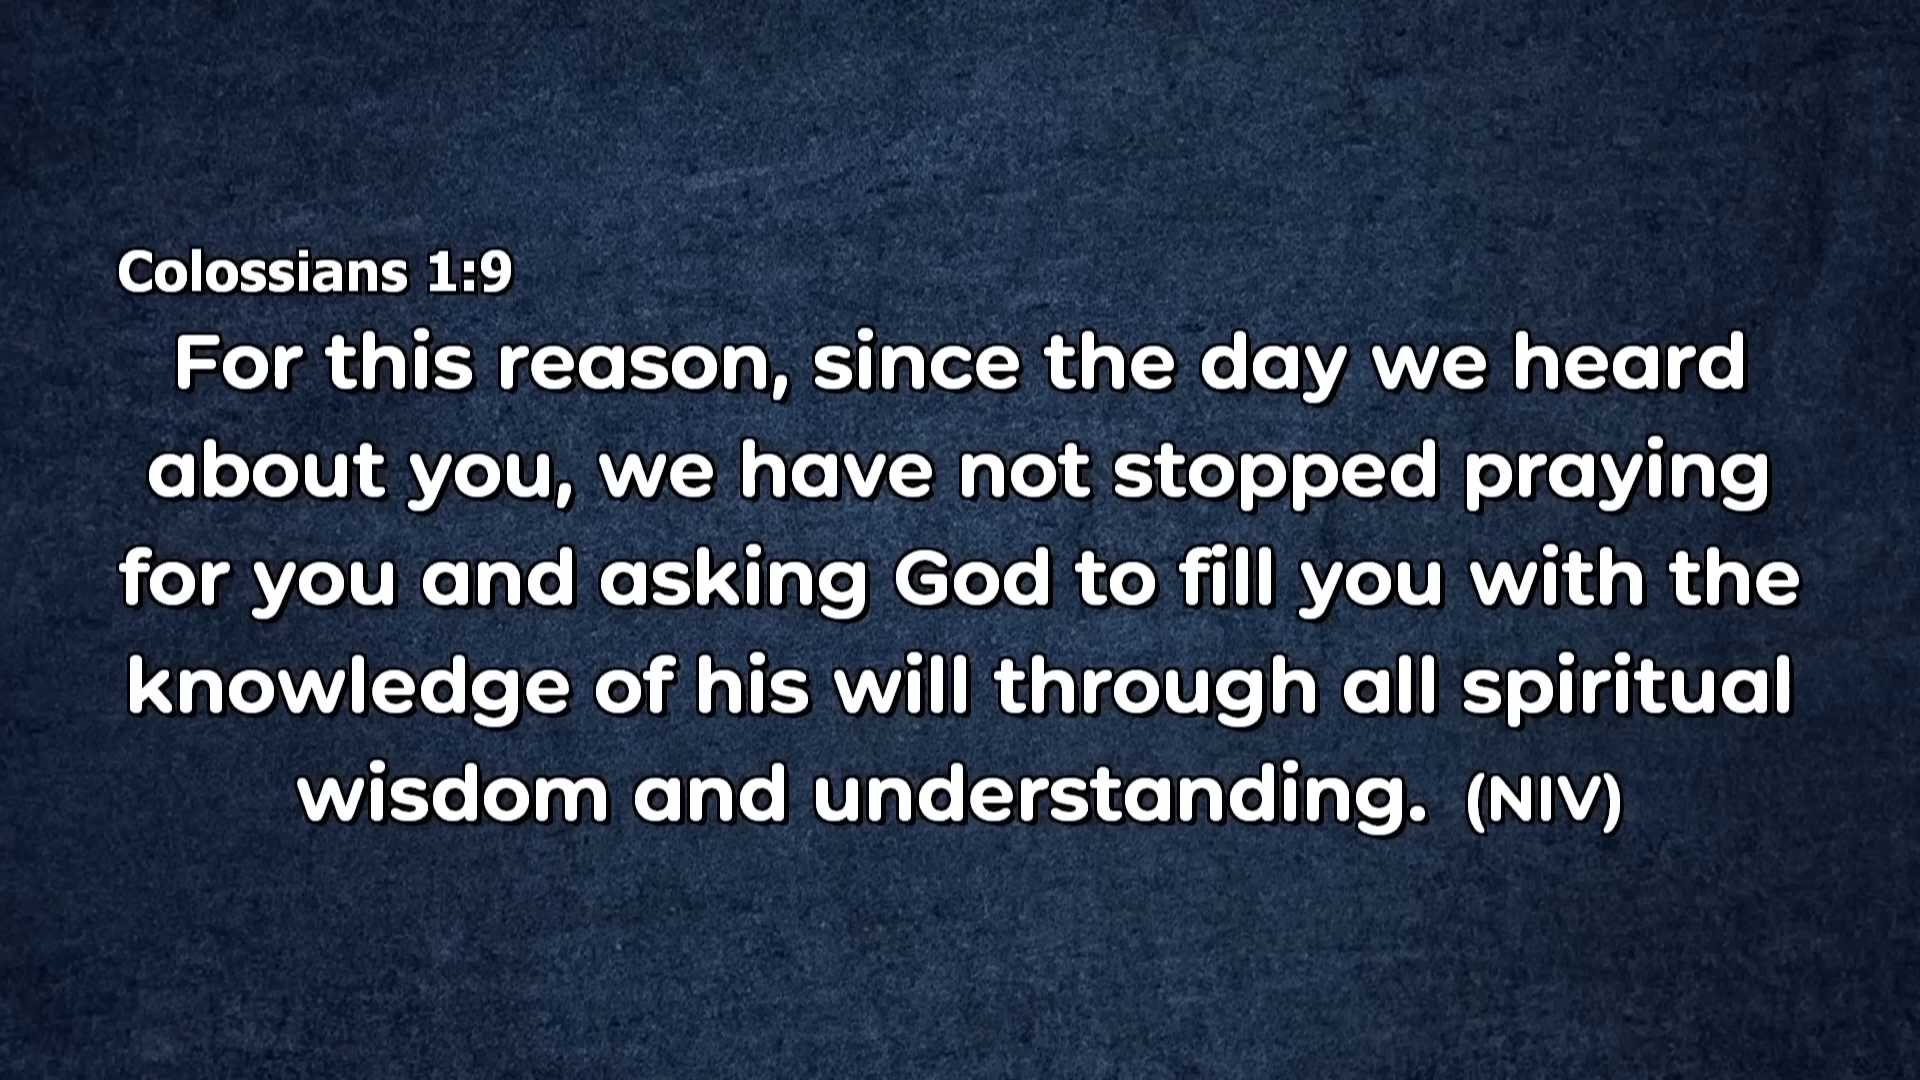 Colossians 1:9
For this reason, since the day we heard
about you, we have not stopped praying
for you and asking God to fill you with the
knowledge of his will through all spiritual
wisdom and understanding. (NIV)